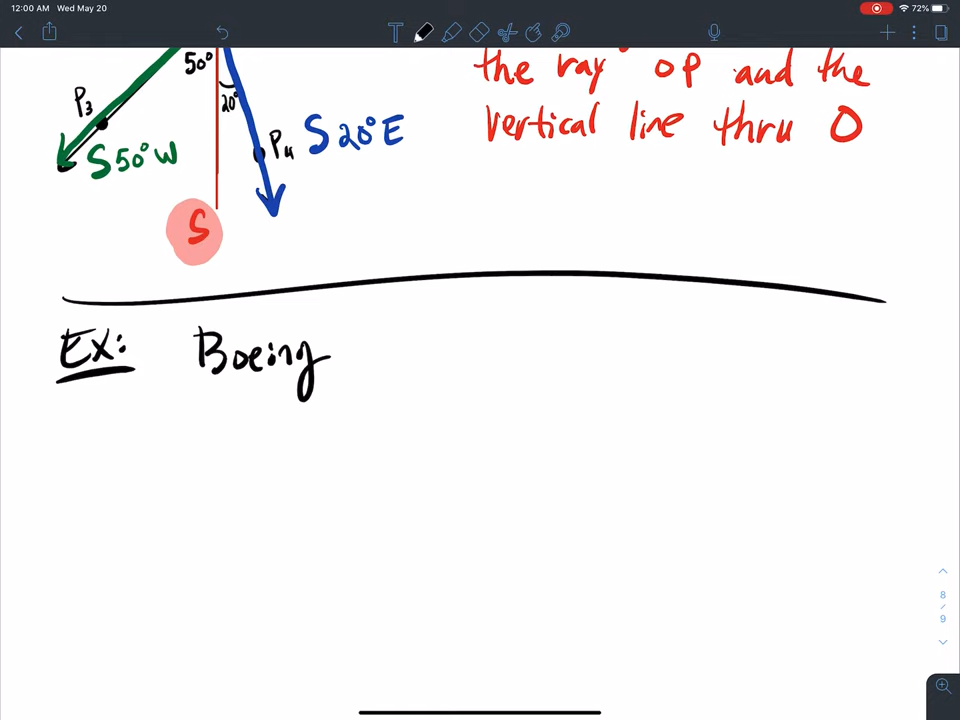 12:00 AM Wed May 20
72%
T
the ray OP and the
vertical line thru O
50°
20°
P3
S50°W
P4
S20°E
S
Ex: Boeing
8
/
9